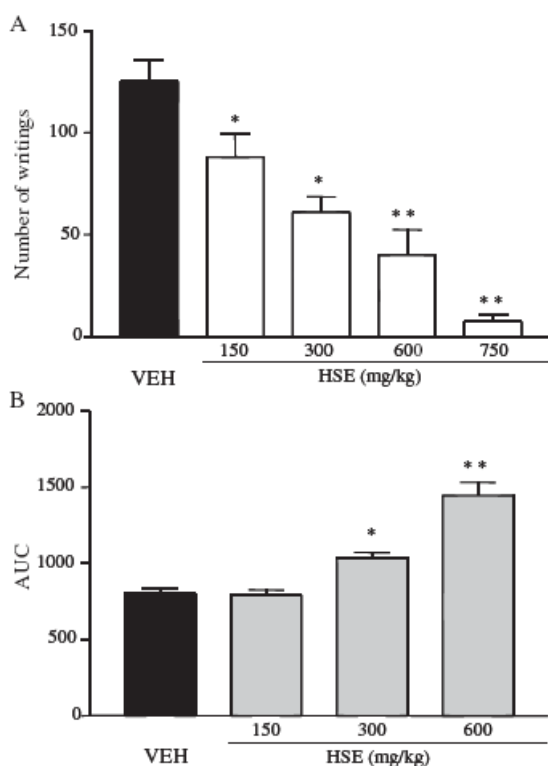 A
150
100
50
0
Number of writings
*
*
**
**
150 300 600 750
VEH HSE (mg/kg)
B
2000
1500
1000
500
0
AUC
*
**
150 300 600
VEH HSE (mg/kg)